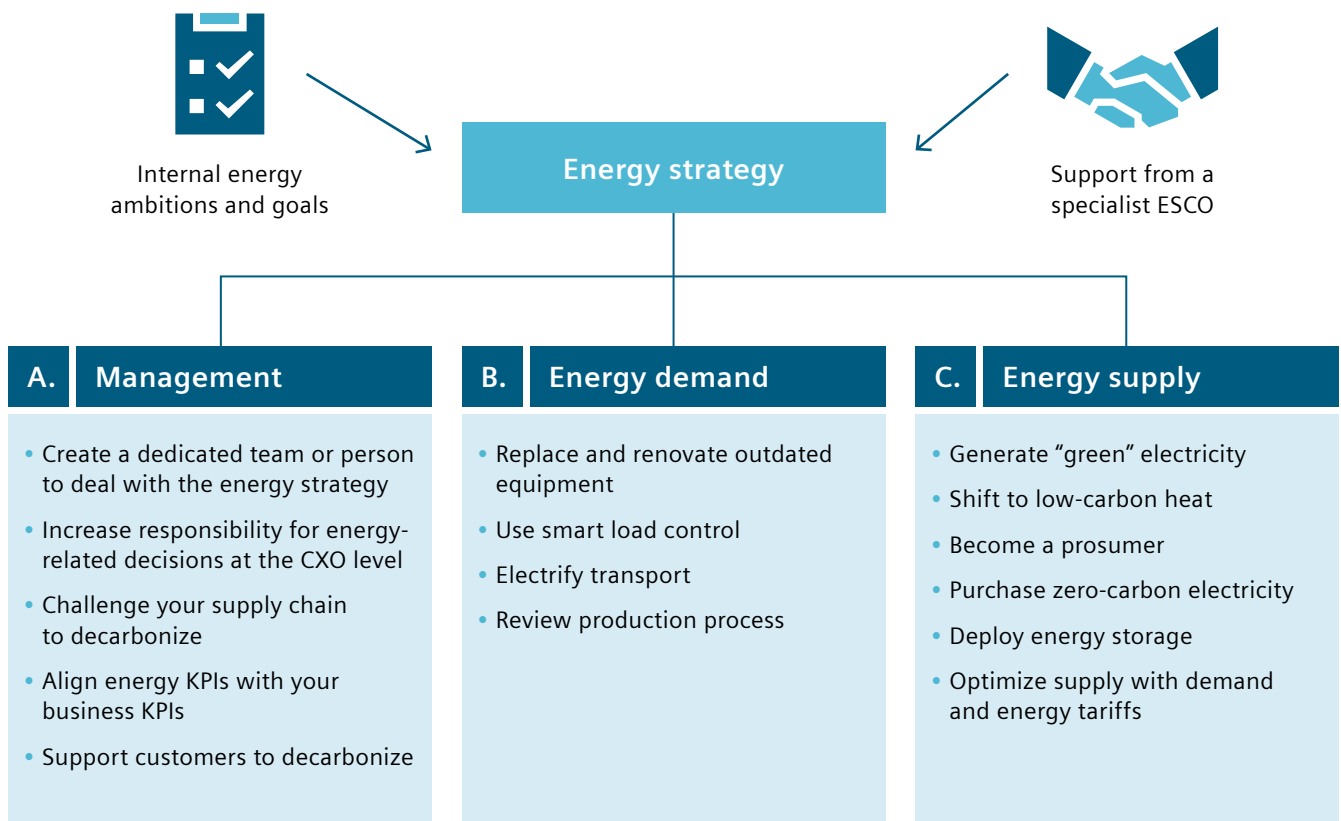 Internal energy
ambitions and goals
Energy strategy
Support from a
specialist ESCO
A. Management
• Create a dedicated team or person
to deal with the energy strategy
• Increase responsibility for energy-
related decisions at the CXO level
• Challenge your supply chain
to decarbonize
• Align energy KPIs with your
business KPIs
• Support customers to decarbonize
B. Energy demand
• Replace and renovate outdated
equipment
• Use smart load control
• Electrify transport
• Review production process
C. Energy supply
• Generate “green” electricity
• Shift to low-carbon heat
• Become a prosumer
• Purchase zero-carbon electricity
• Deploy energy storage
• Optimize supply with demand
and energy tariffs